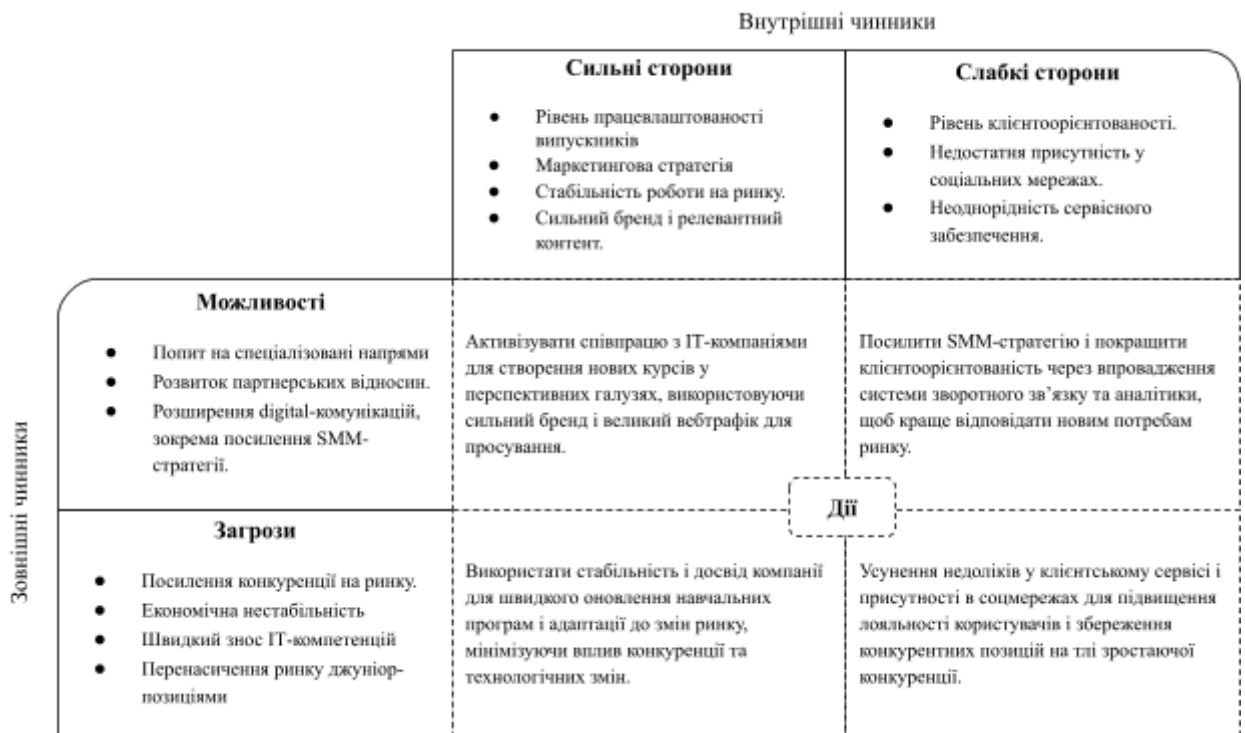 Внутрішні чинники
Сильні сторони
● Рівень працевлаштованості
випускників
● Маркетингова стратегія
● Стабільність роботи на ринку.
● Сильний бренд і релевантний
контент.
Слабкі сторони
● Рівень клієнтоорієнтованості.
● Недостатня присутність у
соціальних мережах.
● Неоднорідність сервісного
забезпечення.
Зовнішні чинники
Можливості
● Попит на спеціалізовані напрями
● Розвиток партнерських відносин.
● Розширення digital-комунікацій,
зокрема посилення SMM-
стратегії.
Активізувати співпрацю з ІТ-компаніями
для створення нових курсів у
перспективних галузях, використовуючи
сильний бренд і великий вебтрафік для
просування.
Посилити SMM-стратегію і покращити
клієнтоорієнтованість через впровадження
системи зворотного зв’язку та аналітики,
щоб краще відповідати новим потребам
ринку.
Дії
Загрози
● Посилення конкуренції на ринку.
● Економічна нестабільність
● Швидкий знос ІТ-компетенцій
● Перенасичення ринку джуніор-
позиціями
Використати стабільність і досвід компанії
для швидкого оновлення навчальних
програм і адаптації до змін ринку,
мінімізуючи вплив конкуренції та
технологічних змін.
Усунення недоліків у клієнтському сервісі і
присутності в соцмережах для підвищення
лояльності користувачів і збереження
конкурентних позицій на тлі зростаючої
конкуренції.